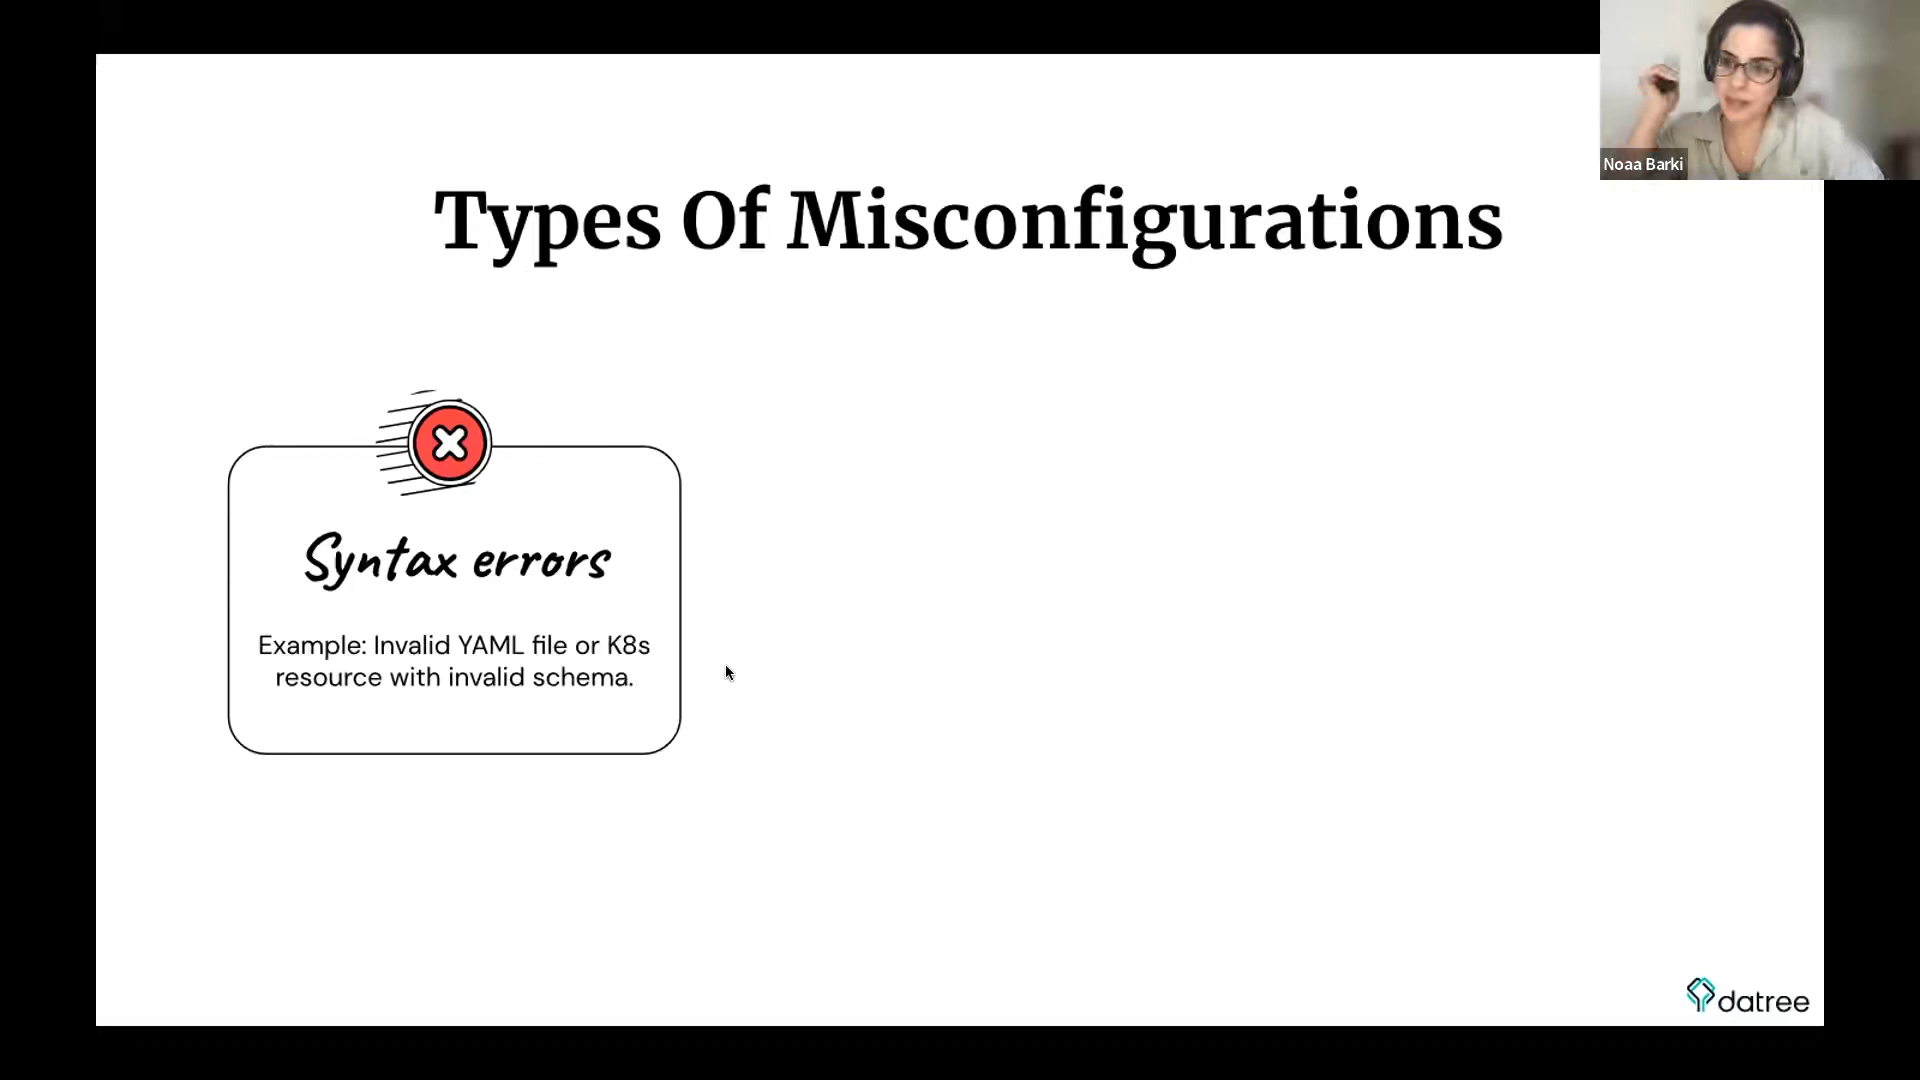 Noaa Barki
Types Of Misconfigurations
Syntax errors
Example: Invalid YAML file or K8s
resource with invalid schema.
datree